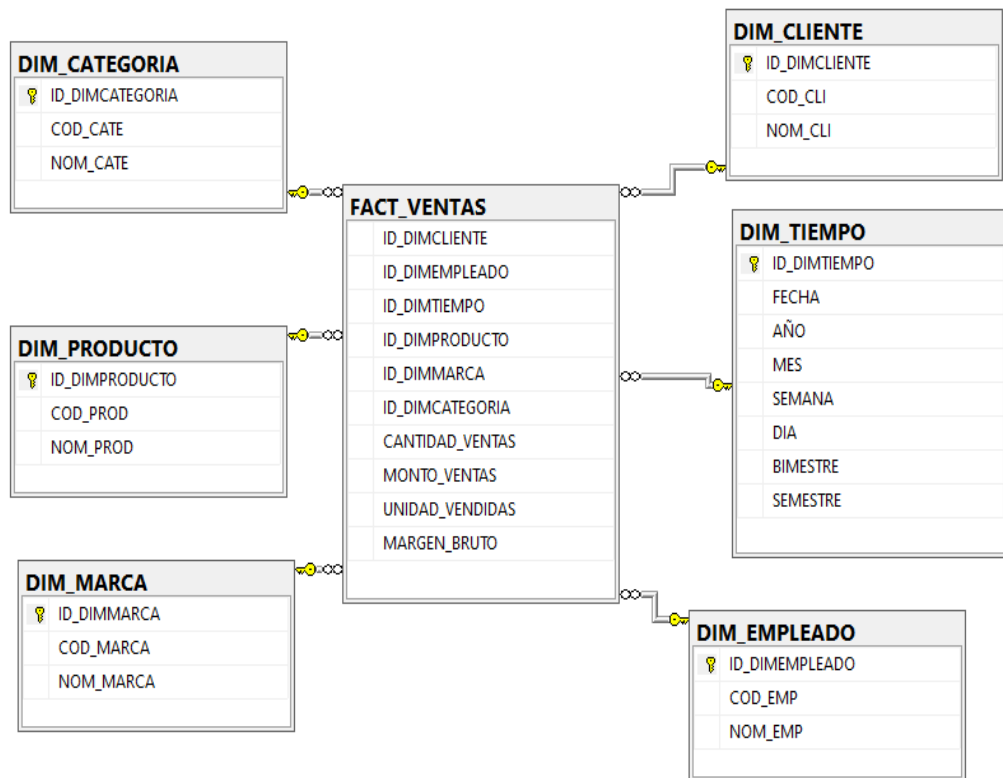 DIM_CATEGORIA
ID_DIMCATEGORIA
COD_CATE
NOM_CATE
DIM_PRODUCTO
ID_DIMPRODUCTO
COD_PROD
NOM_PROD
DIM_MARCA
ID_DIMMARCA
COD_MARCA
NOM_MARCA
FACT_VENTAS
ID_DIMCLIENTE
ID_DIMEMPLEADO
ID_DIMTIEMPO
ID_DIMPRODUCTO
ID_DIMMARCA
ID_DIMCATEGORIA
CANTIDAD_VENTAS
MONTO_VENTAS
UNIDAD_VENDIDAS
MARGEN_BRUTO
DIM_CLIENTE
ID_DIMCLIENTE
COD_CLI
NOM_CLI
DIM_TIEMPO
ID_DIMTIEMPO
FECHA
AÑO
MES
SEMANA
DIA
BIMESTRE
SEMESTRE
DIM_EMPLEADO
ID_DIMEMPLEADO
COD_EMP
NOM_EMP